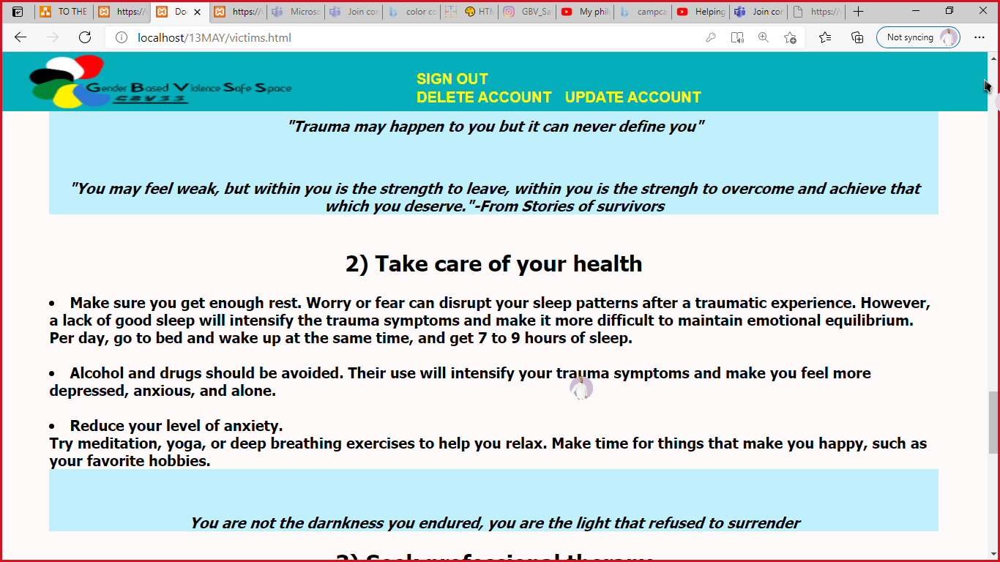 TO THE
https://
Doc
https://
Microsc
Join cor
color cc
HTM
GBV_Sa
My phil
campca
Helping
Join cor
https://
localhost/13MAY/victims.html
Not syncing
Gender Based Violence Safe Space
G B V S S
SIGN OUT
DELETE ACCOUNT UPDATE ACCOUNT
"Trauma may happen to you but it can never define you"
"You may feel weak, but within you is the strength to leave, within you is the strengh to overcome and achieve that
which you deserve."-From Stories of survivors
2) Take care of your health
• Make sure you get enough rest. Worry or fear can disrupt your sleep patterns after a traumatic experience. However,
a lack of good sleep will intensify the trauma symptoms and make it more difficult to maintain emotional equilibrium.
Per day, go to bed and wake up at the same time, and get 7 to 9 hours of sleep.
• Alcohol and drugs should be avoided. Their use will intensify your trauma symptoms and make you feel more
depressed, anxious, and alone.
• Reduce your level of anxiety.
Try meditation, yoga, or deep breathing exercises to help you relax. Make time for things that make you happy, such as
your favorite hobbies.
You are not the darnkness you endured, you are the light that refused to surrender
3) Seek professional therapy